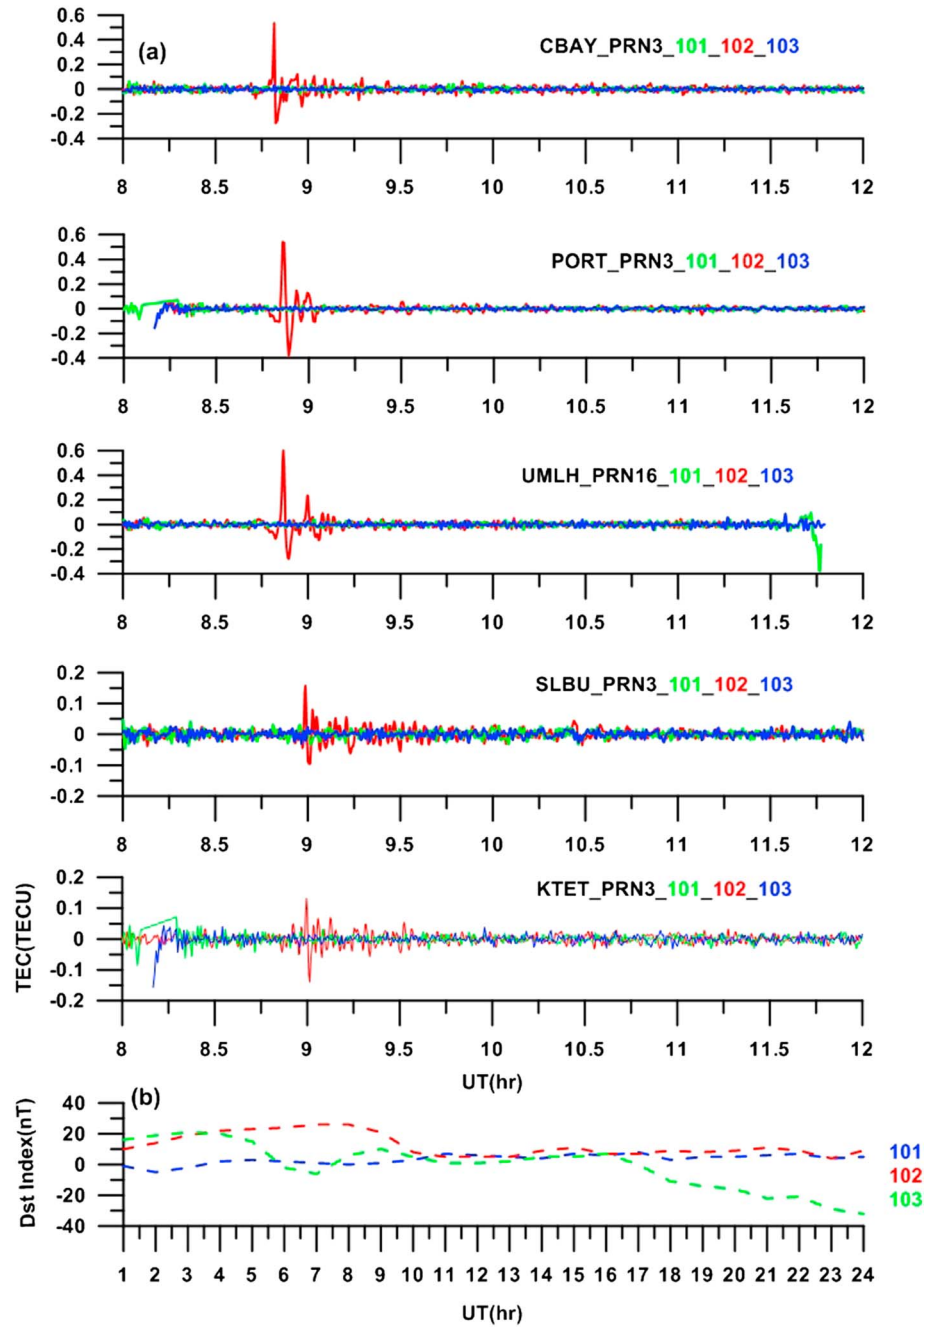 (a)
CBAY_PRN3_101_102_103
0.6
0.4
0.2
0
-0.2
-0.4
8 8.5 9 9.5 10 10.5 11 11.5 12
PORT_PRN3_101_102_103
0.6
0.4
0.2
0
-0.2
-0.4
8 8.5 9 9.5 10 10.5 11 11.5 12
UMLH_PRN16_101_102_103
0.6
0.4
0.2
0
-0.2
-0.4
8 8.5 9 9.5 10 10.5 11 11.5 12
SLBU_PRN3_101_102_103
0.2
0.1
0
-0.1
-0.2
8 8.5 9 9.5 10 10.5 11 11.5 12
KTET_PRN3_101_102_103
TEC(TECU)
0.2
0.1
0
-0.1
-0.2
8 8.5 9 9.5 10 10.5 11 11.5 12
UT(hr)
(b)
Dst Index(nT)
40
20
0
-20
-40
101
102
103
1 2 3 4 5 6 7 8 9 10 11 12 13 14 15 16 17 18 19 20 21 22 23 24
UT(hr)